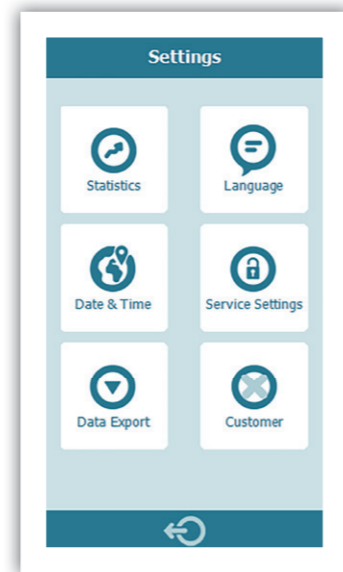 Settings
Statistics
Language
Date & Time
Service Settings
Data Export
Customer